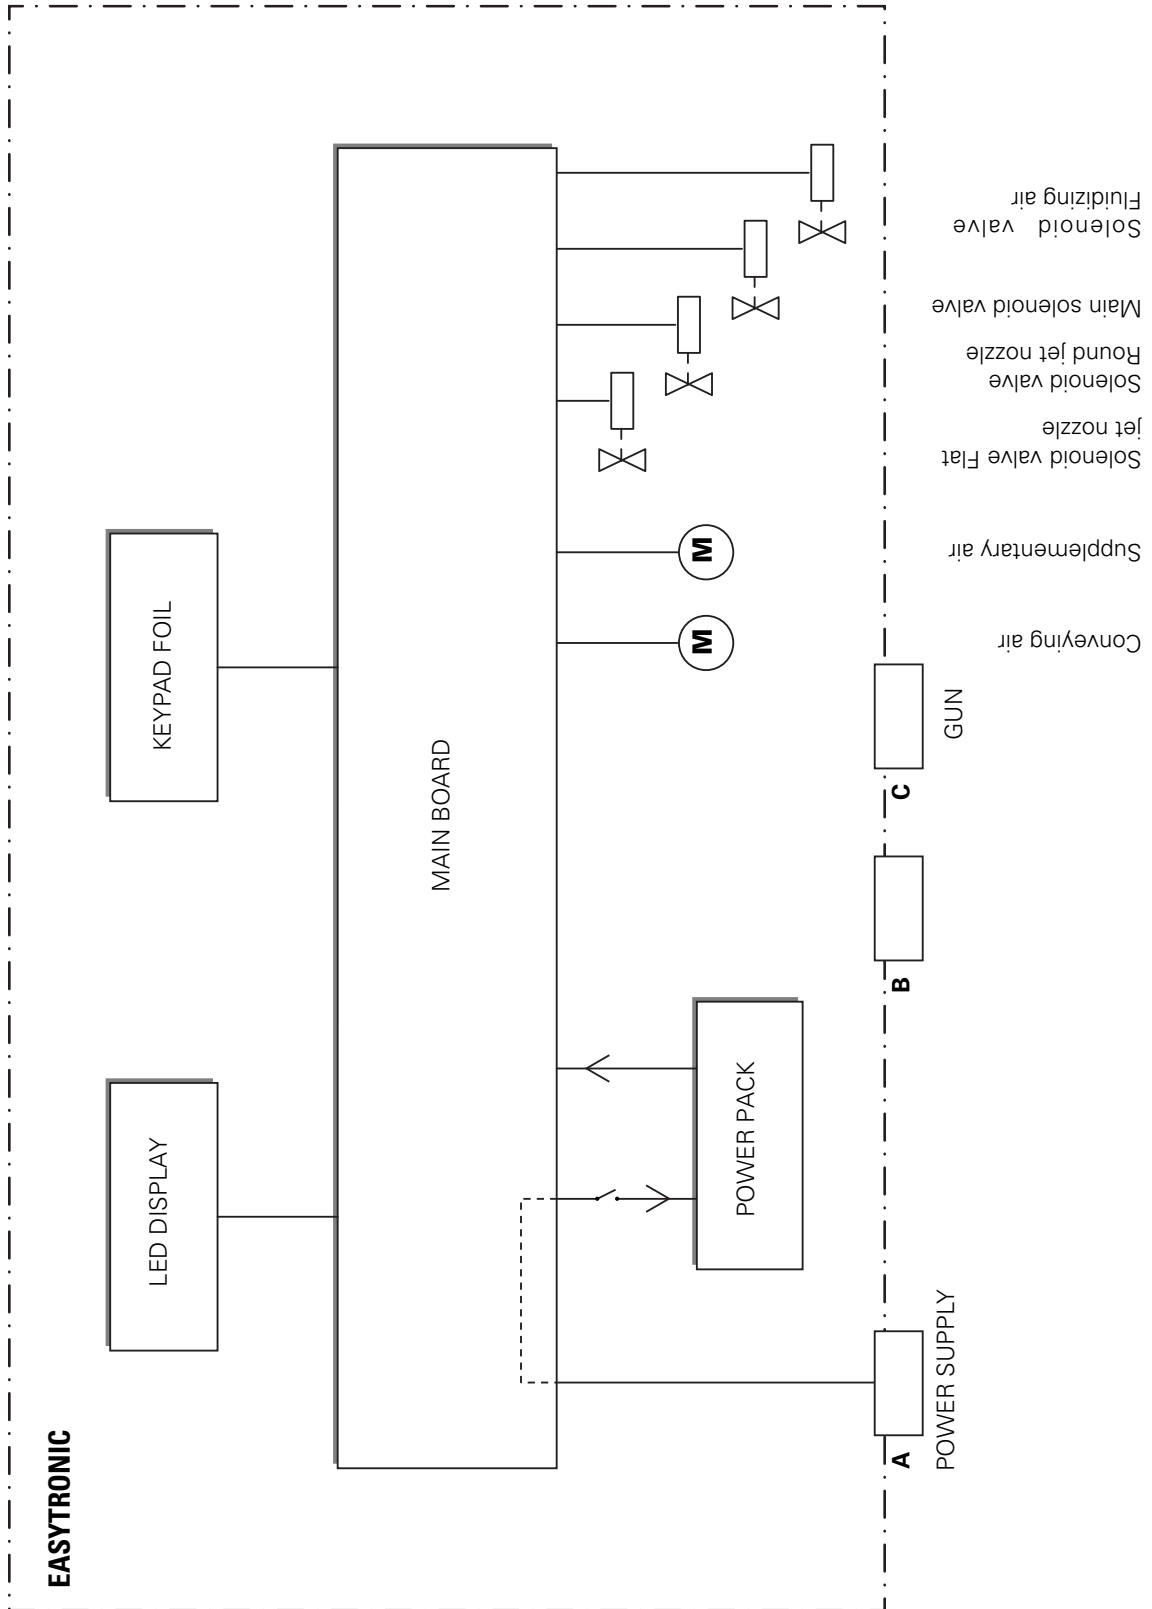 EASYTRONIC
LED DISPLAY
KEYPAD FOIL
MAIN BOARD
POWER PACK
M
M
A
POWER SUPPLY
B
C
GUN
Conveying air
Supplementary air
Solenoid valve Flat
jet nozzle
Solenoid valve
Round jet nozzle
Main solenoid valve
Solenoid valve
Fluidizing air